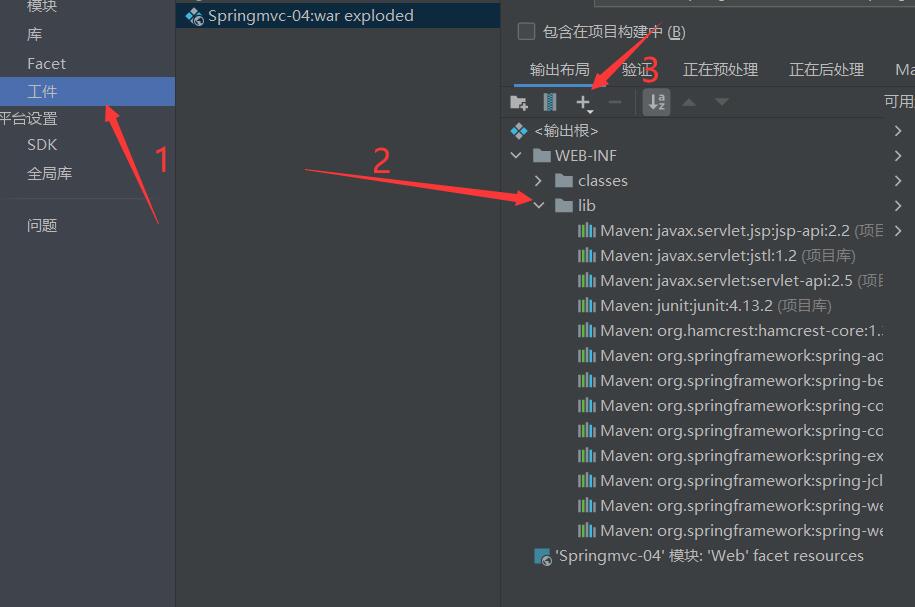 模块
库
Facet
工件
平台设置
SDK
全局库
问题
1
Springmvc-04:war exploded
2
包含在项目构建中 (B)
3
输出布局 验证 正在预处理 正在后处理 Ma
可用
<输出根>
WEB-INF
classes
lib
Maven: javax.servlet.jsp:jsp-api:2.2 (项目
Maven: javax.servlet:jstl:1.2 (项目库)
Maven: javax.servlet:servlet-api:2.5 (项目
Maven: junit:junit:4.13.2 (项目库)
Maven: org.hamcrest:hamcrest-core:1.
Maven: org.springframework:spring-ao
Maven: org.springframework:spring-be
Maven: org.springframework:spring-co
Maven: org.springframework:spring-co
Maven: org.springframework:spring-ex
Maven: org.springframework:spring-jcl
Maven: org.springframework:spring-we
Maven: org.springframework:spring-we
'Springmvc-04' 模块: 'Web' facet resources